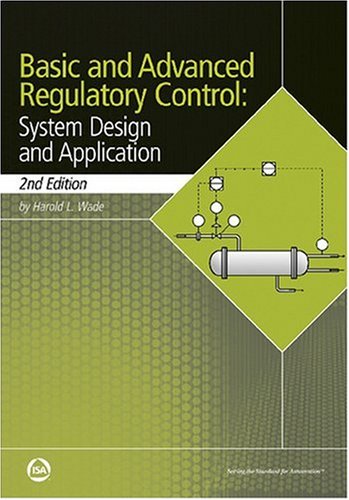 Basic and Advanced
Regulatory Control:
System Design
and Application
2nd Edition
by Harold L. Wade
ISA
Setting the Standard for Automation™